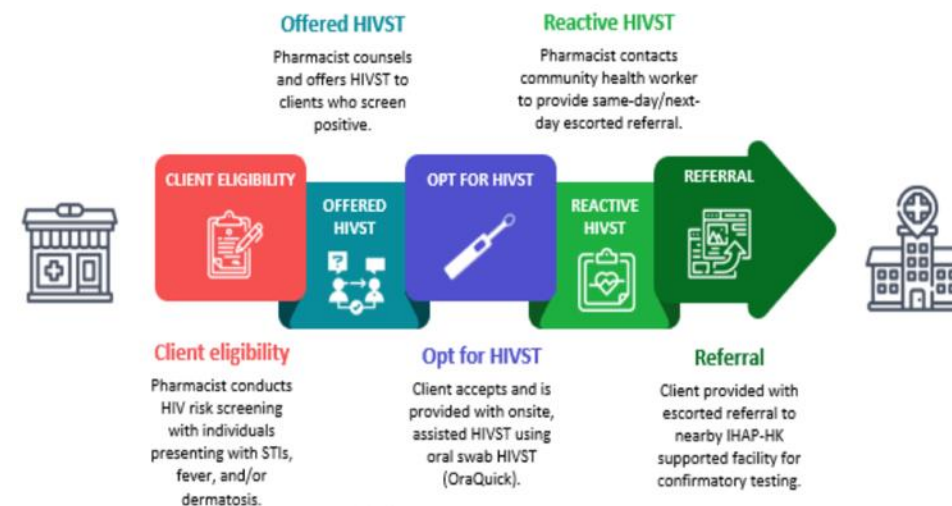 Offered HIVST
Pharmacist counsels
and offers HIVST to
clients who screen
positive.
Reactive HIVST
Pharmacist contacts
community health worker
to provide same-day/next-
day escorted referral.
CLIENT ELIGIBILITY
OFFERED
HIVST
OPT FOR HIVST
REACTIVE
HIVST
REFERRAL
Client eligibility
Pharmacist conducts
HIV risk screening
with individuals
presenting with STIs,
fever, and/or
dermatosis.
Opt for HIVST
Client accepts and is
provided with onsite,
assisted HIVST using
oral swab HIVST
(OraQuick).
Referral
Client provided with
escorted referral to
nearby IHAP-HK
supported facility for
confirmatory testing.